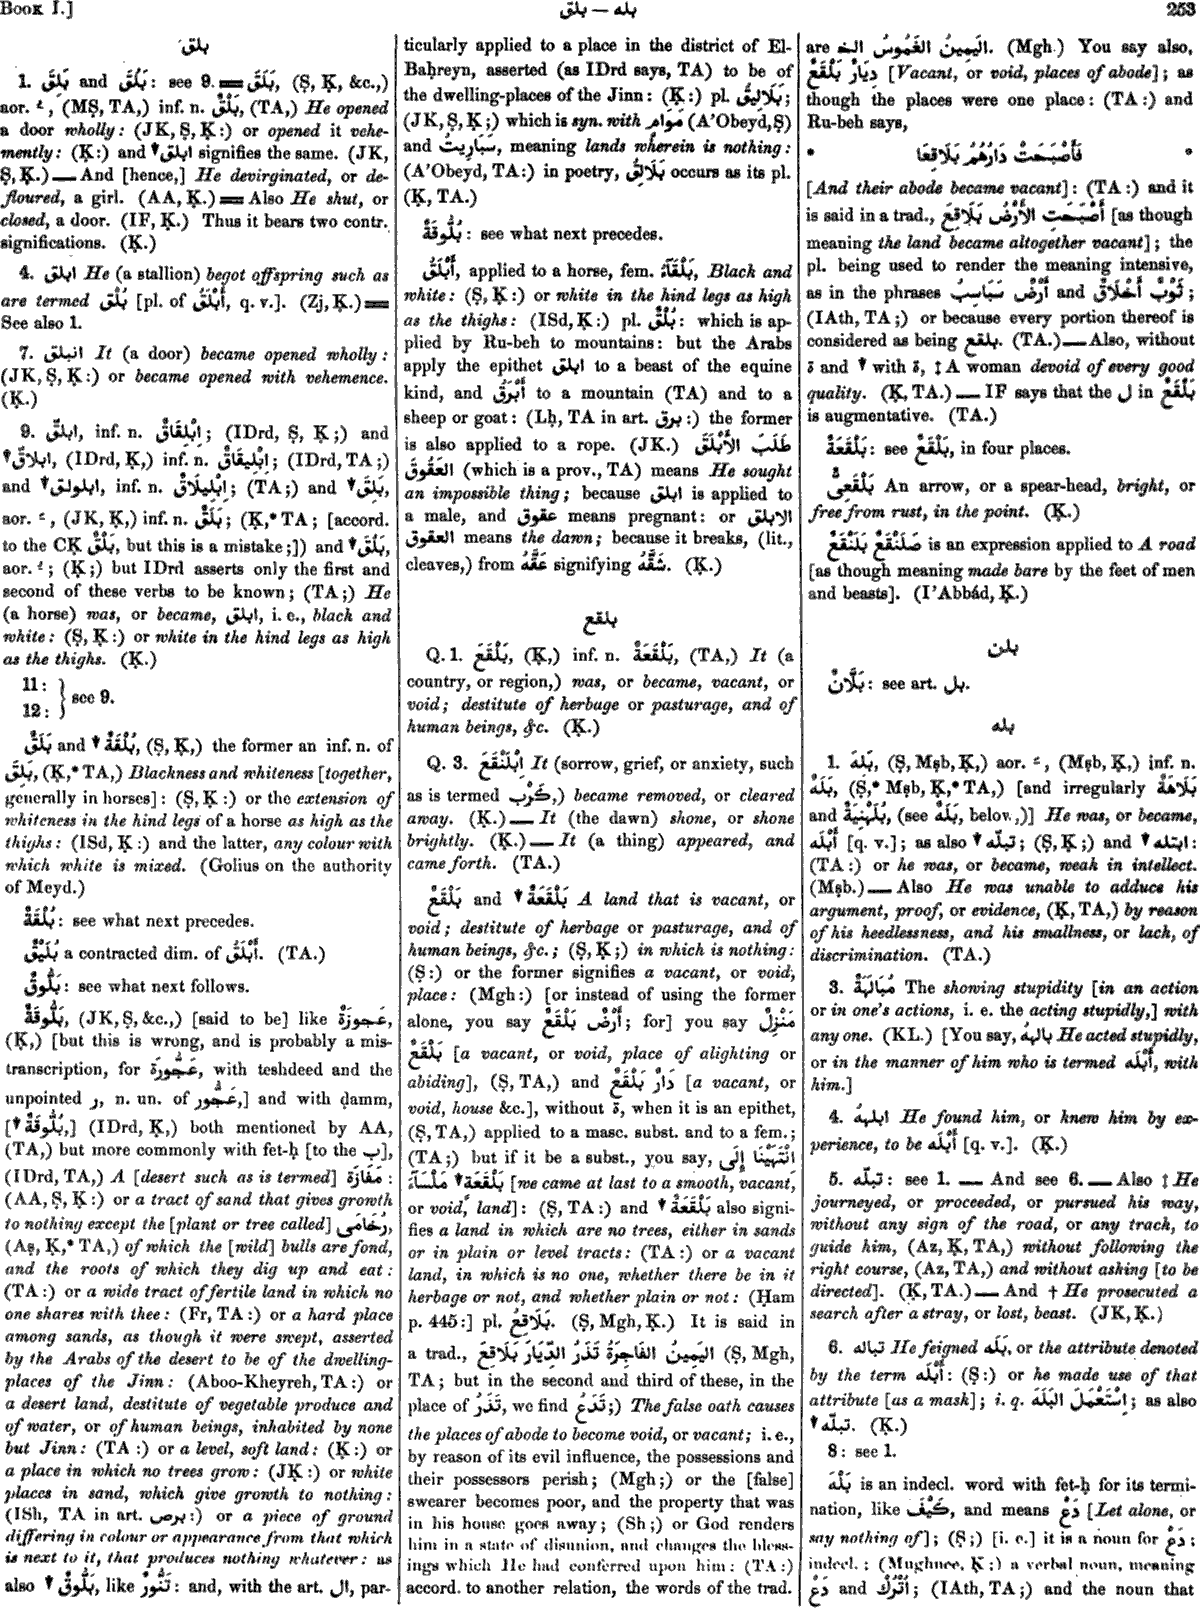 Book I.]
بلق — بله
253
بلق
1. بَلِقَ and بَلُقَ: see 9. ═ بَلَقَ, (Ṣ, Ḳ, &c.,)
aor. ـُ, (MṢ, TA,) inf. n. بَلْقٌ, (TA,) He opened
a door wholly: (JK, Ṣ, Ḳ:) or opened it vehe-
mently: (Ḳ:) and ▼ ابلق signifies the same. (JK,
Ṣ, Ḳ.) — And [hence,] He devirginated, or de-
floured, a girl. (AA, Ḳ.) ═ Also He shut, or
closed, a door. (IF, Ḳ.) Thus it bears two contr.
significations. (Ḳ.)
4. ابلق He (a stallion) begot offspring such as
are termed بُلْق [pl. of أَبْلَقُ, q. v.]. (Zj, Ḳ.) ═
See also 1.
7. انبلق It (a door) became opened wholly:
(JK, Ṣ, Ḳ:) or became opened with vehemence.
(Ḳ.)
9. ابلقّ, inf. n. اِبْلِقَاقٌ; (IDrd, Ṣ, Ḳ;) and
▼ ابلاقّ, (IDrd, Ḳ,) inf. n. اِبْلِيقَاقٌ; (IDrd, TA;)
and ▼ ابلولق, inf. n. اِبْلِيلَاقٌ; (TA;) and ▼ بَلِقَ,
aor. ـَ, (JK, Ḳ,) inf. n. بَلَقٌ; (Ḳ,* TA; [accord.
to the CḲ بَلْقٌ, but this is a mistake;]) and ▼ بَلُقَ,
aor. ـُ; (Ḳ;) but IDrd asserts only the first and
second of these verbs to be known; (TA;) He
(a horse) was, or became, ابلق, i. e., black and
white: (Ṣ, Ḳ:) or white in the hind legs as high
as the thighs. (Ḳ.)
11:
12: } see 9.
بَلَقٌ and ▼ بُلْقَةٌ, (Ṣ, Ḳ,) the former an inf. n. of
بَلِقَ, (Ḳ,* TA,) Blackness and whiteness [together,
generally in horses]: (Ṣ, Ḳ:) or the extension of
whiteness in the hind legs of a horse as high as the
thighs: (ISd, Ḳ:) and the latter, any colour with
which white is mixed. (Golius on the authority
of Meyd.)
بُلْقَةٌ: see what next precedes.
بُلَيْقٌ a contracted dim. of أَبْلَقُ. (TA.)
بَلُّوقٌ: see what next follows.
بَلُّوقَةٌ, (JK, Ṣ, &c.,) [said to be] like عَجُوزَةٌ,
(Ḳ,) [but this is wrong, and is probably a mis-
transcription, for عَجُّورَة, with teshdeed and the
unpointed ر, n. un. of عَجُّور,] and with ḍamm,
[▼ بُلُّوقَةٌ,] (IDrd, Ḳ,) both mentioned by AA,
(TA,) but more commonly with fet-ḥ [to the ب],
(IDrd, TA,) A [desert such as is termed] مَفَازَة:
(AA, Ṣ, Ḳ:) or a tract of sand that gives growth
to nothing except the [plant or tree called] رُخَامَى,
(Aṣ, Ḳ,* TA,) of which the [wild] bulls are fond,
and the roots of which they dig up and eat:
(TA:) or a wide tract of fertile land in which no
one shares with thee: (Fr, TA:) or a hard place
among sands, as though it were swept, asserted
by the Arabs of the desert to be of the dwelling-
places of the Jinn: (Aboo-Kheyreh, TA:) or
a desert land, destitute of vegetable produce and
of water, or of human beings, inhabited by none
but Jinn: (TA:) or a level, soft land: (Ḳ:) or
a place in which no trees grow: (JḲ:) or white
places in sand, which give growth to nothing:
(ISh, TA in art. برص:) or a piece of ground
differing in colour or appearance from that which
is next to it, that produces nothing whatever: as
also ▼ بَلُّوقٌ, like تَنُّورٌ: and, with the art. ال, par-
ticularly applied to a place in the district of El-
Baḥreyn, asserted (as IDrd says, TA) to be of
the dwelling-places of the Jinn: (Ḳ:) pl. بَلَالِيقُ;
(JK, Ṣ, Ḳ;) which is syn. with مَوَامٍ (A'Obeyd, Ṣ)
and سَبَارِيتُ, meaning lands wherein is nothing:
(A'Obeyd, TA:) in poetry, بَلَالِقُ occurs as its pl.
(Ḳ, TA.)
بُلُّوقَةٌ: see what next precedes.
أَبْلَقُ, applied to a horse, fem. بَلْقَآءُ, Black and
white: (Ṣ, Ḳ:) or white in the hind legs as high
as the thighs: (ISd, Ḳ:) pl. بُلْقٌ: which is ap-
plied by Ru-beh to mountains: but the Arabs
apply the epithet ابلق to a beast of the equine
kind, and أَبْرَقُ to a mountain (TA) and to a
sheep or goat: (Lḥ, TA in art. برق:) the former
is also applied to a rope. (JK.) طَلَبَ الأَبْلَقَ
العَقُوقَ (which is a prov., TA) means He sought
an impossible thing; because ابلق is applied to
a male, and عقوق means pregnant: or الابلق
العقوق means the dawn; because it breaks, (lit.,
cleaves,) from عَقَّهُ signifying شَقَّهُ. (Ḳ.)
بلقع
Q. 1. بَلْقَعَ, (Ḳ,) inf. n. بَلْقَعَةٌ, (TA,) It (a
country, or region,) was, or became, vacant, or
void; destitute of herbage or pasturage, and of
human beings, &c. (Ḳ.)
Q. 3. اِبْلَنْقَعَ It (sorrow, grief, or anxiety, such
as is termed كَرْب,) became removed, or cleared
away. (Ḳ.) — It (the dawn) shone, or shone
brightly. (Ḳ.) — It (a thing) appeared, and
came forth. (TA.)
بَلْقَعٌ and ▼ بَلْقَعَةٌ A land that is vacant, or
void; destitute of herbage or pasturage, and of
human beings, &c.; (Ṣ, Ḳ;) in which is nothing:
(Ṣ:) or the former signifies a vacant, or void,
place: (Mgh:) [or instead of using the former
alone, you say أَرْضٌ بَلْقَعٌ; for] you say مَنْزِلٌ
بَلْقَعٌ [a vacant, or void, place of alighting or
abiding], (Ṣ, TA,) and دَارٌ بَلْقَعٌ [a vacant, or
void, house &c.], without ة, when it is an epithet,
(Ṣ, TA,) applied to a masc. subst. and to a fem.;
(TA;) but if it be a subst., you say, اِنْتَهَيْنَا إِلَى
بَلْقَعَةٍ ▼ مَلْسَآءَ [we came at last to a smooth, vacant,
or void, land]: (Ṣ, TA:) and ▼ بَلْقَعَةٌ also signi-
fies a land in which are no trees, either in sands
or in plain or level tracts: (TA:) or a vacant
land, in which is no one, whether there be in it
herbage or not, and whether plain or not: (Ḥam
p. 445:] pl. بَلَاقِعُ. (Ṣ, Mgh, Ḳ.) It is said in
a trad., اليَمِينُ الفَاجِرَةُ تَذَرُ الدِّيَارَ بَلَاقِعَ (Ṣ, Mgh,
TA; but in the second and third of these, in the
place of تَذَرُ, we find تَدَعُ;) The false oath causes
the places of abode to become void, or vacant; i. e.,
by reason of its evil influence, the possessions and
their possessors perish; (Mgh;) or the [false]
swearer becomes poor, and the property that was
in his house goes away; (Sh;) or God renders
him in a state of disunion, and changes the bless-
ings which He had conferred upon him: (TA:)
accord. to another relation, the words of the trad.
are اليَمِينُ الغَمُوسُ الخ. (Mgh.) You say also,
دِيَارٌ بَلْقَعٌ [Vacant, or void, places of abode]; as
though the places were one place: (TA:) and
Ru-beh says,
* فَأَصْبَحَتْ دَارُهُمُ بَلَاقِعَا *
[And their abode became vacant]: (TA:) and it
is said in a trad., أَصْبَحَتِ الأَرْضُ بَلَاقِعَ [as though
meaning the land became altogether vacant]; the
pl. being used to render the meaning intensive,
as in the phrases أَرْضٌ سَبَاسِبُ and ثَوْبٌ أَخْلَاقٌ;
(IAth, TA;) or because every portion thereof is
considered as being بلقع. (TA.) — Also, without
ة and ▼ with ة, ‡ A woman devoid of every good
quality. (Ḳ, TA.) — IF says that the ل in بَلْقَعٌ
is augmentative. (TA.)
بَلْقَعَةٌ: see بَلْقَعٌ, in four places.
بَلْقَعِىٌّ An arrow, or a spear-head, bright, or
free from rust, in the point. (Ḳ.)
صَلَنْقَعٌ بَلَنْقَعٌ is an expression applied to A road
[as though meaning made bare by the feet of men
and beasts]. (I'Abbád, Ḳ.)
بلن
بَلَّانٌ: see art. بل.
بله
1. بَلِهَ, (Ṣ, Mṣb, Ḳ,) aor. ـَ, (Mṣb, Ḳ,) inf. n.
بَلَهٌ, (Ṣ,* Mṣb, Ḳ,* TA,) [and irregularly بَلَاهَةٌ
and بُلَهْنِيَةٌ, (see بَلَهٌ, below,)] He was, or became,
أَبْلَه [q. v.]; as also ▼ تبلّه; (Ṣ, Ḳ;) and ▼ ابتله:
(TA:) or he was, or became, weak in intellect.
(Mṣb.) — Also He was unable to adduce his
argument, proof, or evidence, (Ḳ, TA,) by reason
of his heedlessness, and his smallness, or lack, of
discrimination. (TA.)
3. مُبَالَهَةٌ The showing stupidity [in an action
or in one's actions, i. e. the acting stupidly,] with
any one. (KL.) [You say, بالههُ He acted stupidly,
or in the manner of him who is termed أَبْلَه, with
him.]
4. ابلههُ He found him, or knew him by ex-
perience, to be أَبْلَه [q. v.]. (Ḳ.)
5. تبلّه: see 1. — And see 6. — Also ‡ He
journeyed, or proceeded, or pursued his way,
without any sign of the road, or any track, to
guide him, (Az, Ḳ, TA,) without following the
right course, (Az, TA,) and without asking [to be
directed]. (Ḳ, TA.) — And † He prosecuted a
search after a stray, or lost, beast. (JK, Ḳ.)
6. تباله He feigned بَلَه, or the attribute denoted
by the term أَبْلَه: (Ṣ:) or he made use of that
attribute [as a mask]; i. q. اِسْتَعْمَلَ البَلَهَ; as also
▼ تبلّه. (Ḳ.)
8: see 1.
بَلْهَ is an indecl. word with fet-ḥ for its termi-
nation, like كَيْفَ, and means دَعْ [Let alone, or
say nothing of]; (Ṣ;) [i. e.] it is a noun for دَعْ;
indecl.: (Mughnee, Ḳ:) a verbal noun, meaning
دَعْ and اُتْرُكْ; (IAth, TA;) and the noun that